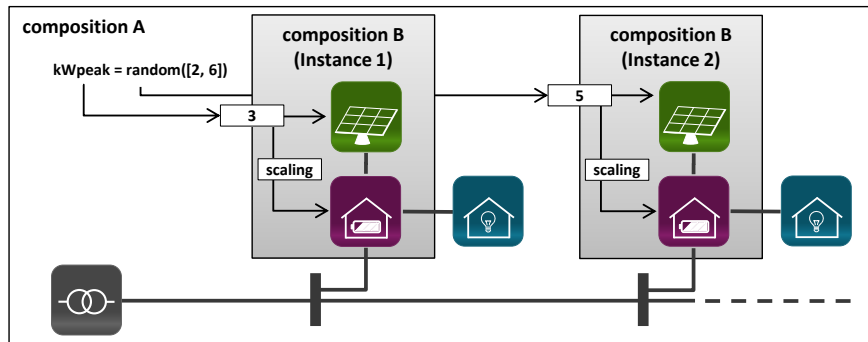 composition A
kWpeak = random([2, 6])
composition B
(Instance 1)
3
scaling
composition B
(Instance 2)
5
scaling